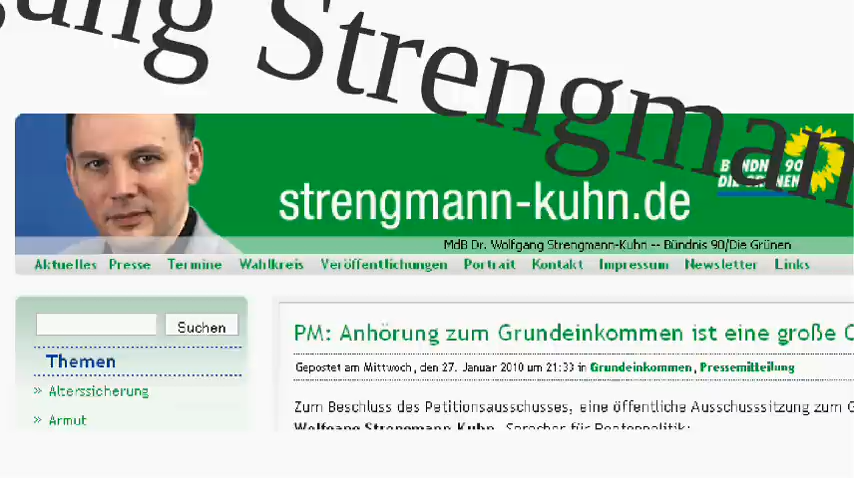 gang Strengman
BÜNDNIS 90
DIE GRÜNEN
strengmann-kuhn.de
MdB Dr. Wolfgang Strengmann-Kuhn -- Bündnis 90/Die Grünen
Aktuelles Presse Termine Wahlkreis Veröffentlichungen Portrait Kontakt Impressum Newsletter Links
Suchen
Themen
» Alterssicherung
» Armut
PM: Anhörung zum Grundeinkommen ist eine große C
Gepostet am Mittwoch, den 27. Januar 2010 um 21:33 in Grundeinkommen, Pressemitteilung
Zum Beschluss des Petitionsausschusses, eine öffentliche Ausschusssitzung zum G
Wolfgang Strengmann-Kuhn, Sprecher für Rentenpolitik: